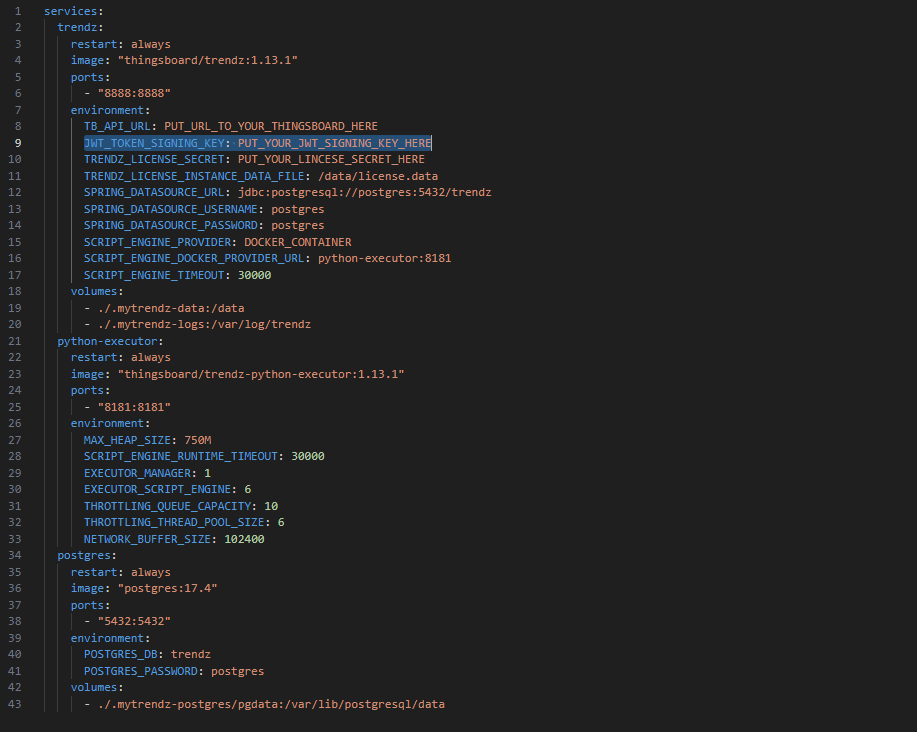 1 services:
2 trendz:
3 restart: always
4 image: "thingsboard/trendz:1.13.1"
5 ports:
6 - "8888:8888"
7 environment:
8 TB_API_URL: PUT_URL_TO_YOUR_THINGSBOARD_HERE
9 JWT_TOKEN_SIGNING_KEY: PUT_YOUR_JWT_SIGNING_KEY_HERE
10 TRENDZ_LICENSE_SECRET: PUT_YOUR_LINCESE_SECRET_HERE
11 TRENDZ_LICENSE_INSTANCE_DATA_FILE: /data/license.data
12 SPRING_DATASOURCE_URL: jdbc:postgresql://postgres:5432/trendz
13 SPRING_DATASOURCE_USERNAME: postgres
14 SPRING_DATASOURCE_PASSWORD: postgres
15 SCRIPT_ENGINE_PROVIDER: DOCKER_CONTAINER
16 SCRIPT_ENGINE_DOCKER_PROVIDER_URL: python-executor:8181
17 SCRIPT_ENGINE_TIMEOUT: 30000
18 volumes:
19 - ./.mytrendz-data:/data
20 - ./.mytrendz-logs:/var/log/trendz
21 python-executor:
22 restart: always
23 image: "thingsboard/trendz-python-executor:1.13.1"
24 ports:
25 - "8181:8181"
26 environment:
27 MAX_HEAP_SIZE: 750M
28 SCRIPT_ENGINE_RUNTIME_TIMEOUT: 30000
29 EXECUTOR_MANAGER: 1
30 EXECUTOR_SCRIPT_ENGINE: 6
31 THROTTLING_QUEUE_CAPACITY: 10
32 THROTTLING_THREAD_POOL_SIZE: 6
33 NETWORK_BUFFER_SIZE: 102400
34 postgres:
35 restart: always
36 image: "postgres:17.4"
37 ports:
38 - "5432:5432"
39 environment:
40 POSTGRES_DB: trendz
41 POSTGRES_PASSWORD: postgres
42 volumes:
43 - ./.mytrendz-postgres/pgdata:/var/lib/postgresql/data